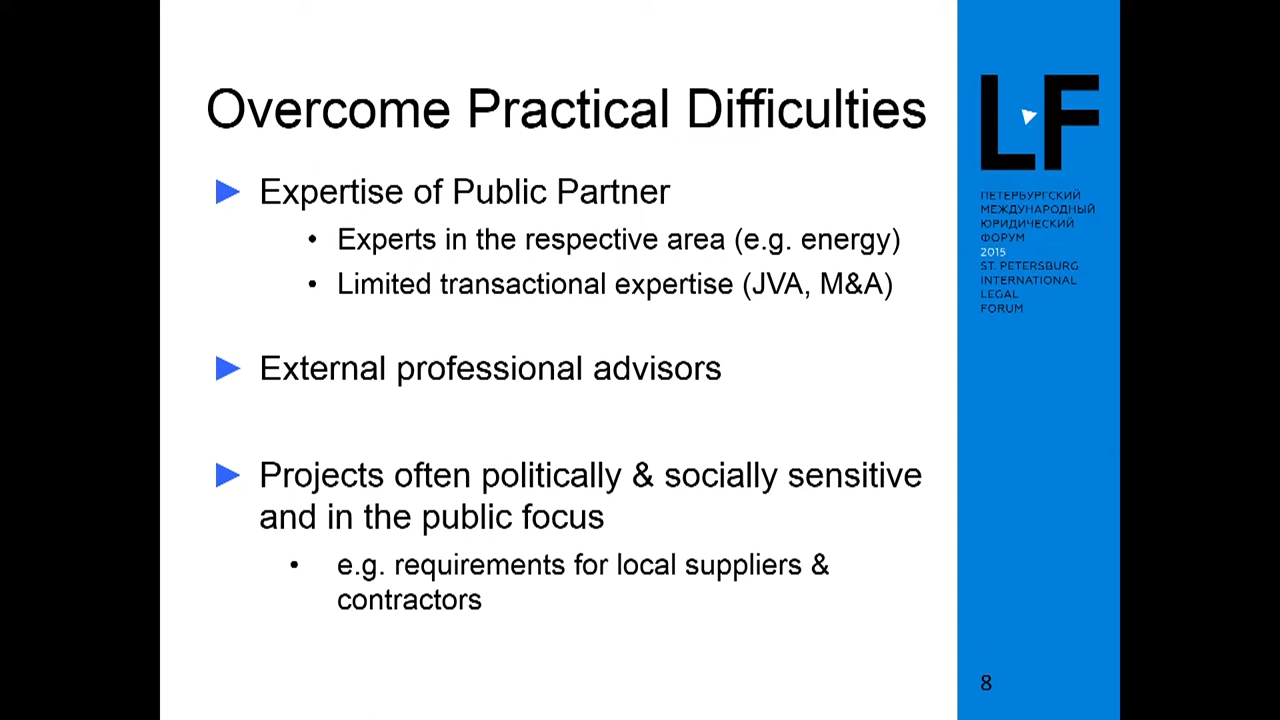 Overcome Practical Difficulties
► Expertise of Public Partner
• Experts in the respective area (e.g. energy)
• Limited transactional expertise (JVA, M&A)
► External professional advisors
► Projects often politically & socially sensitive
and in the public focus
• e.g. requirements for local suppliers &
contractors
LF
ПЕТЕРБУРГСКИЙ
МЕЖДУНАРОДНЫЙ
ЮРИДИЧЕСКИЙ
ФОРУМ
2015
ST. PETERSBURG
INTERNATIONAL
LEGAL
FORUM
8